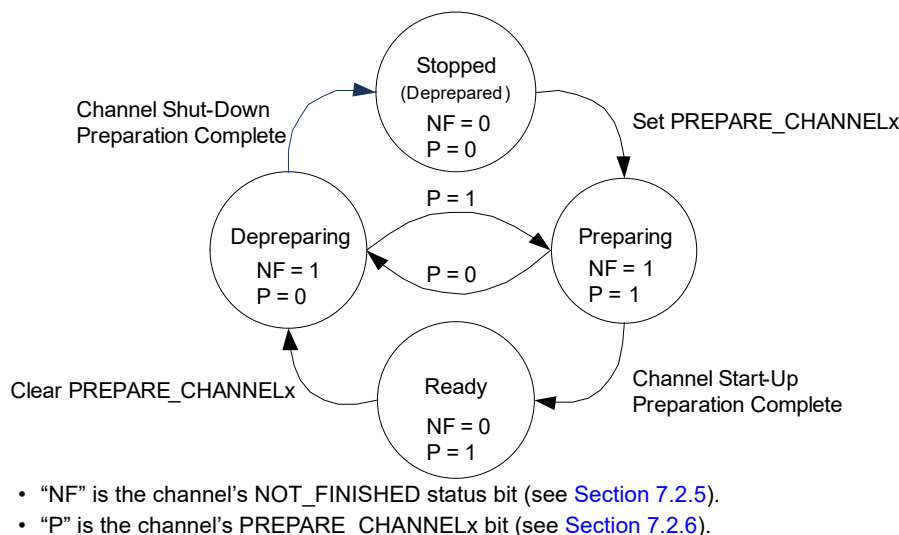 Stopped
(Deprepared)
NF = 0
P = 0
Channel Shut-Down
Preparation Complete
Set PREPARE_CHANNELx
P = 1
Depreparing
NF = 1
P = 0
P = 0
Preparing
NF = 1
P = 1
Clear PREPARE_CHANNELx
Ready
NF = 0
P = 1
Channel Start-Up
Preparation Complete
• “NF” is the channel’s NOT_FINISHED status bit (see Section 7.2.5).
• “P” is the channel’s PREPARE_CHANNELx bit (see Section 7.2.6).